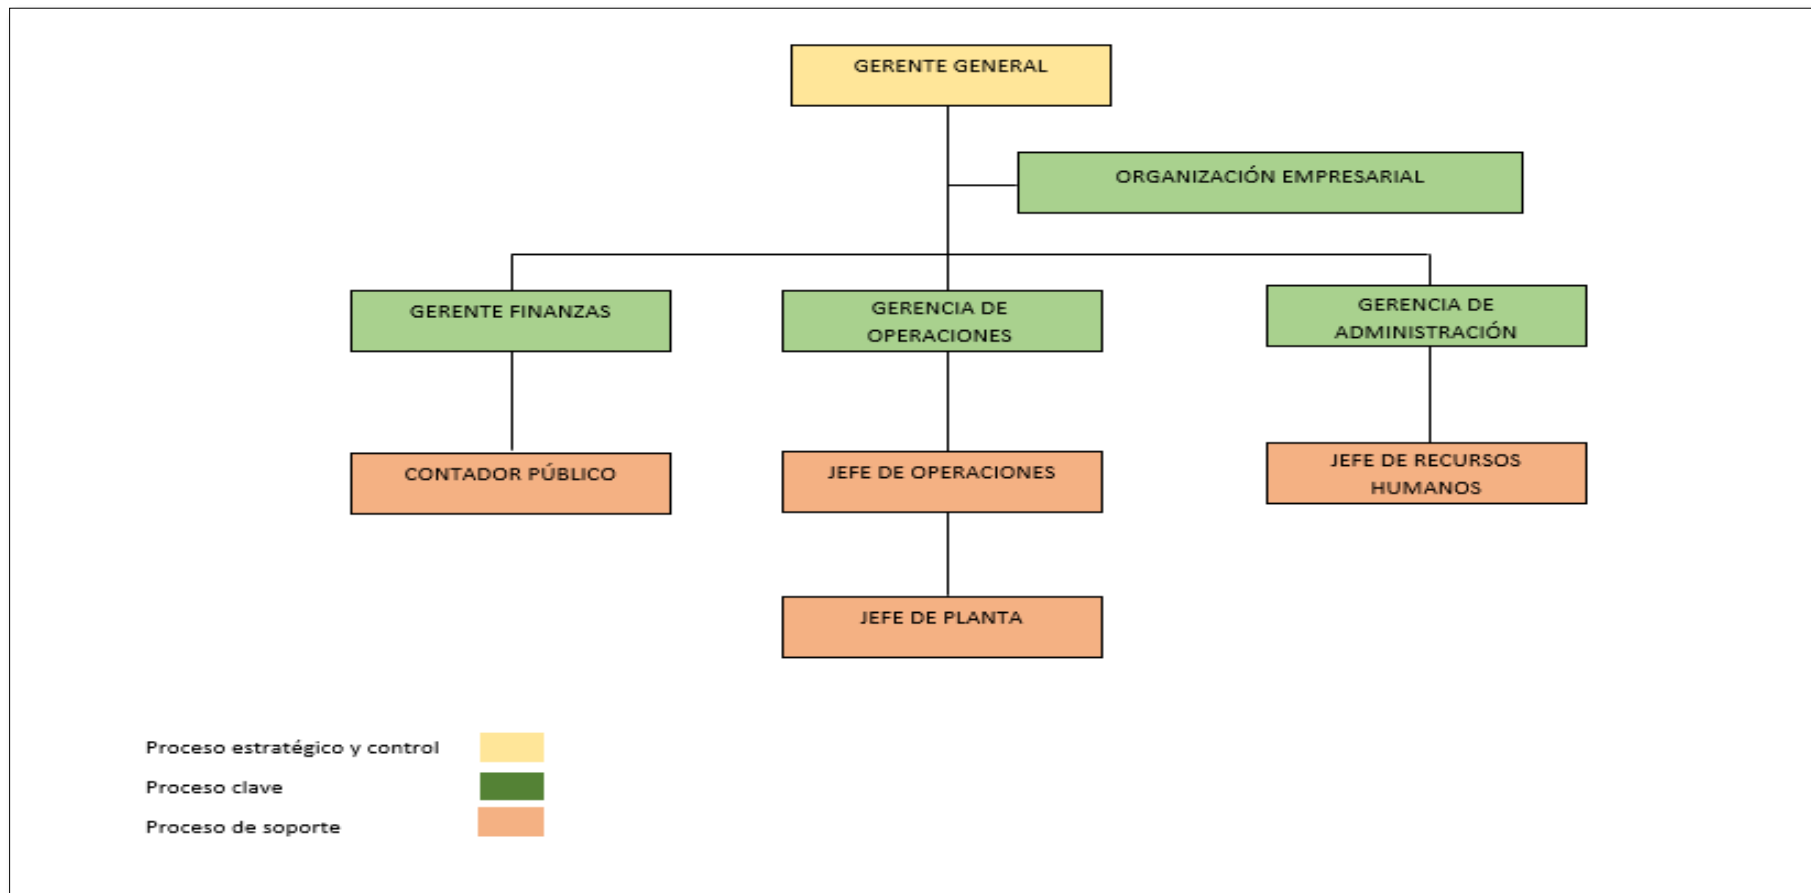 GERENTE GENERAL
ORGANIZACIÓN EMPRESARIAL
GERENTE FINANZAS
GERENCIA DE
OPERACIONES
GERENCIA DE
ADMINISTRACIÓN
CONTADOR PÚBLICO
JEFE DE OPERACIONES
JEFE DE RECURSOS
HUMANOS
JEFE DE PLANTA
Proceso estratégico y control
Proceso clave
Proceso de soporte